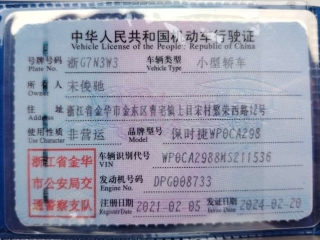 中华人民共和国机动车行驶证
Vehicle License of the People's Republic of China
号牌号码 浙G7N3W3 车辆类型 小型轿车
Plate No. Vehicle Type
所有人 宋俊驰
Owner
住址 浙江省金华市金东区曹宅镇上目宋村繁荣西路12号
使用性质 非营运 品牌型号 保时捷WP0CA298
Use Character Model
浙江省金华
市公安局交
通警察支队
车辆识别代号 WP0CA2988MS211536
VIN
发动机号码 DPG008733
Engine No.
注册日期 2021-02-05 发证日期 2024-02-20
Register Date Issue Date